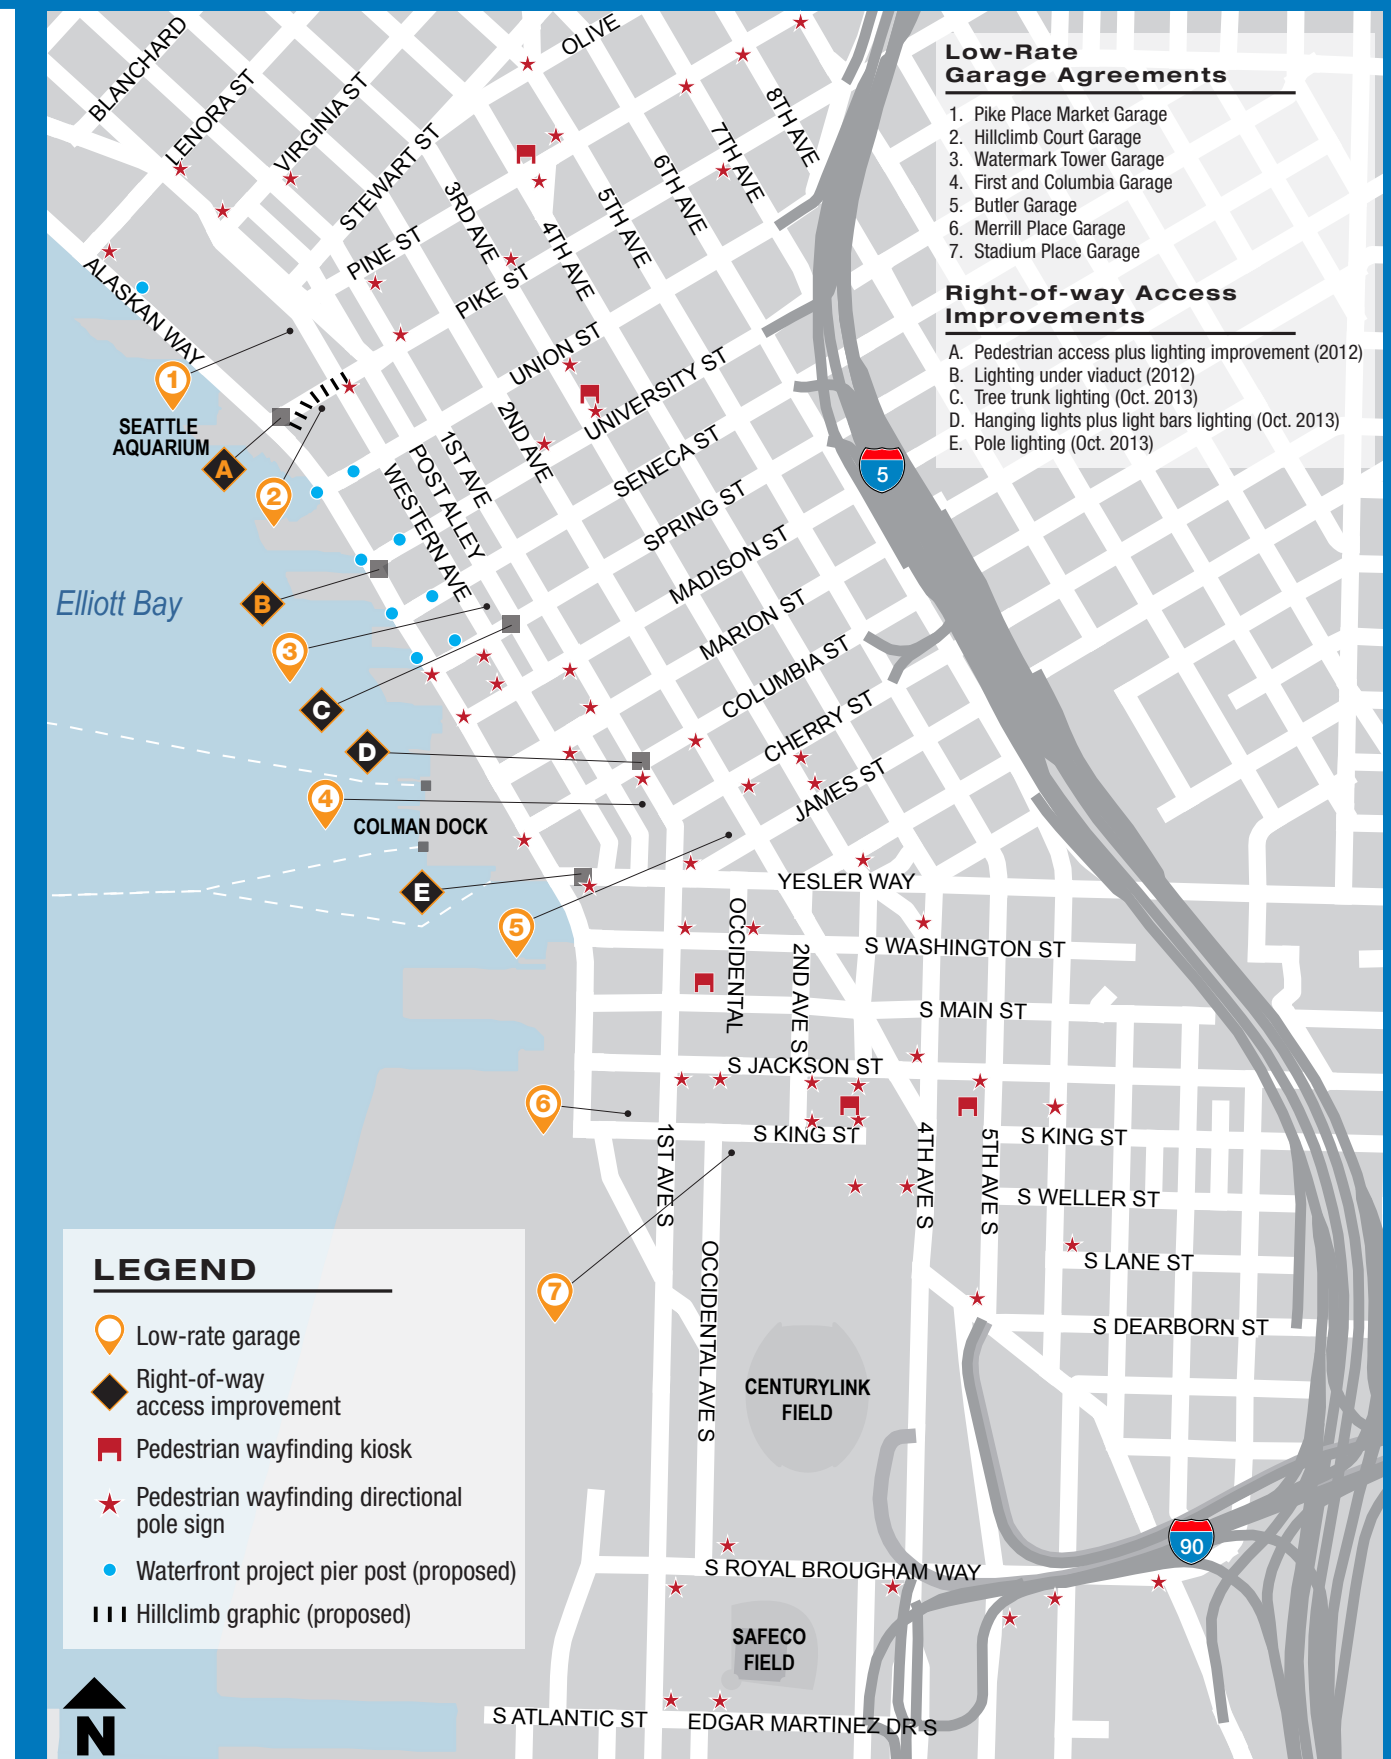 BLANCHARD
LENORA ST
VIRGINIA ST
STEWART ST
OLIVE
PINE ST
PIKE ST
3RD AVE
4TH AVE
5TH AVE
6TH AVE
7TH AVE
8TH AVE
Low-Rate
Garage Agreements
1. Pike Place Market Garage
2. Hillclimb Court Garage
3. Watermark Tower Garage
4. First and Columbia Garage
5. Butler Garage
6. Merrill Place Garage
7. Stadium Place Garage
Right-of-way Access
Improvements
A. Pedestrian access plus lighting improvement (2012)
B. Lighting under viaduct (2012)
C. Tree trunk lighting (Oct. 2013)
D. Hanging lights plus light bars lighting (Oct. 2013)
E. Pole lighting (Oct. 2013)
ALASKAN WAY
1
SEATTLE
AQUARIUM
A
2
UNION ST
UNIVERSITY ST
SENECA ST
SPRING ST
MADISON ST
MARION ST
COLUMBIA ST
CHERRY ST
JAMES ST
2ND AVE
1ST AVE
POST ALLEY
WESTERN AVE
5
Elliott Bay
B
3
C
D
4
COLMAN DOCK
E
5
YESLER WAY
OCCIDENTAL
2ND AVE S
S WASHINGTON ST
S MAIN ST
S JACKSON ST
6
S KING ST
S KING ST
1ST AVE S
4TH AVE S
5TH AVE S
S WELLER ST
S LANE ST
S DEARBORN ST
7
OCCIDENTAL AVE S
CENTURYLINK
FIELD
LEGEND
Low-rate garage
Right-of-way
access improvement
Pedestrian wayfinding kiosk
Pedestrian wayfinding directional
pole sign
Waterfront project pier post (proposed)
Hillclimb graphic (proposed)
90
S ROYAL BROUGHAM WAY
SAFECO
FIELD
S ATLANTIC ST
EDGAR MARTINEZ DR S
N